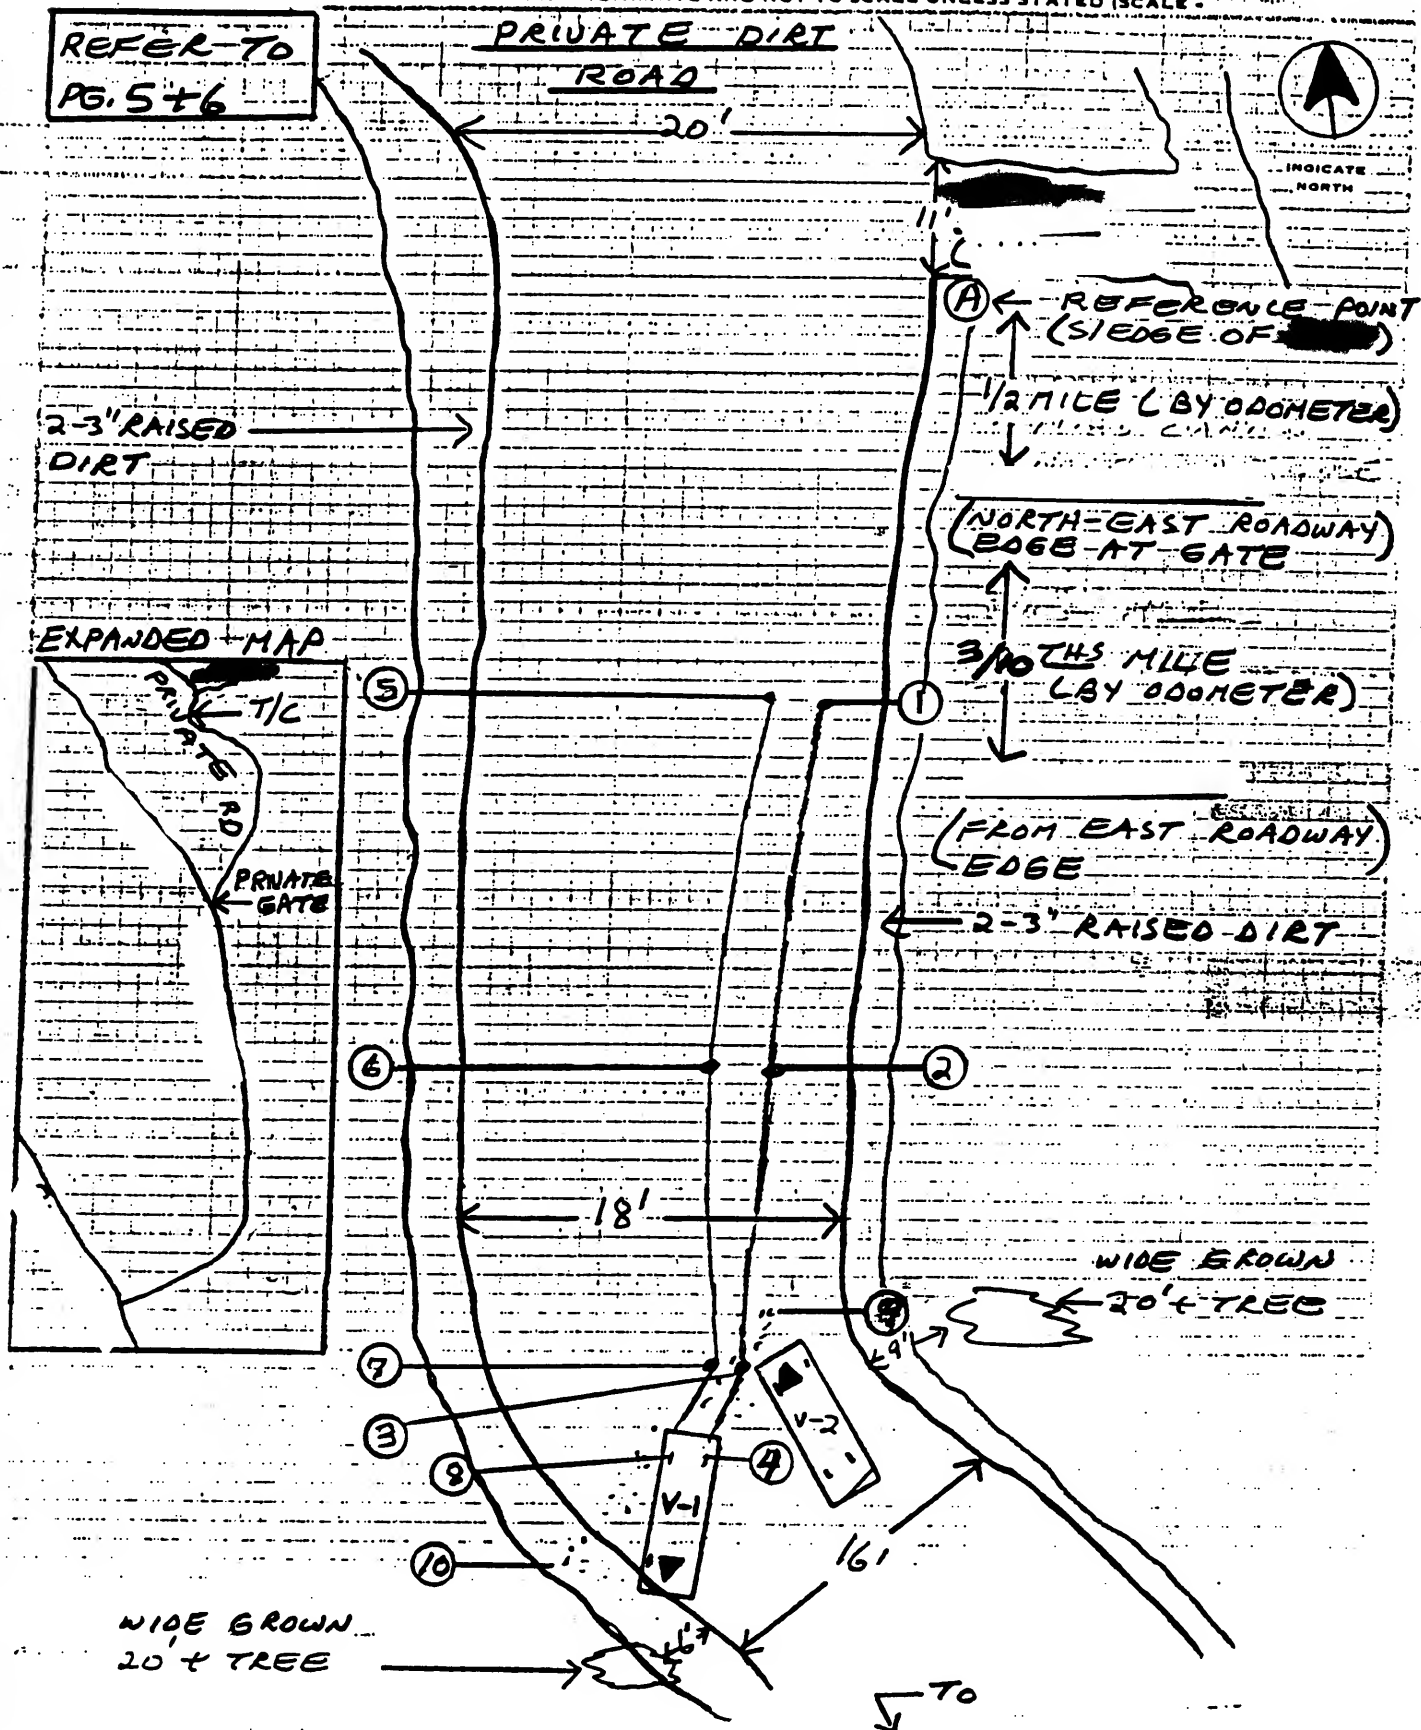 REFER TO
PG. 5+6
PRIVATE DIRT
ROAD
20'
INDICATE
NORTH
11'
A
REFERENCE POINT
(S/EDGE OF
)
1/2 MILE (BY ODOMETER)
2-3" RAISED
DIRT
(NORTH-EAST ROADWAY
EDGE AT GATE)
EXPANDED MAP
PRIVATE RD
T/C
PRIVATE
GATE
5
1
3/10 THS MILE
(BY ODOMETER)
(FROM EAST ROADWAY
EDGE)
2-3" RAISED DIRT
6
2
18'
WIDE GROWN
20'+ TREE
9'
7
3
8
4
V-2
V-1
10
16'
WIDE GROWN
20'+ TREE
6'
TO